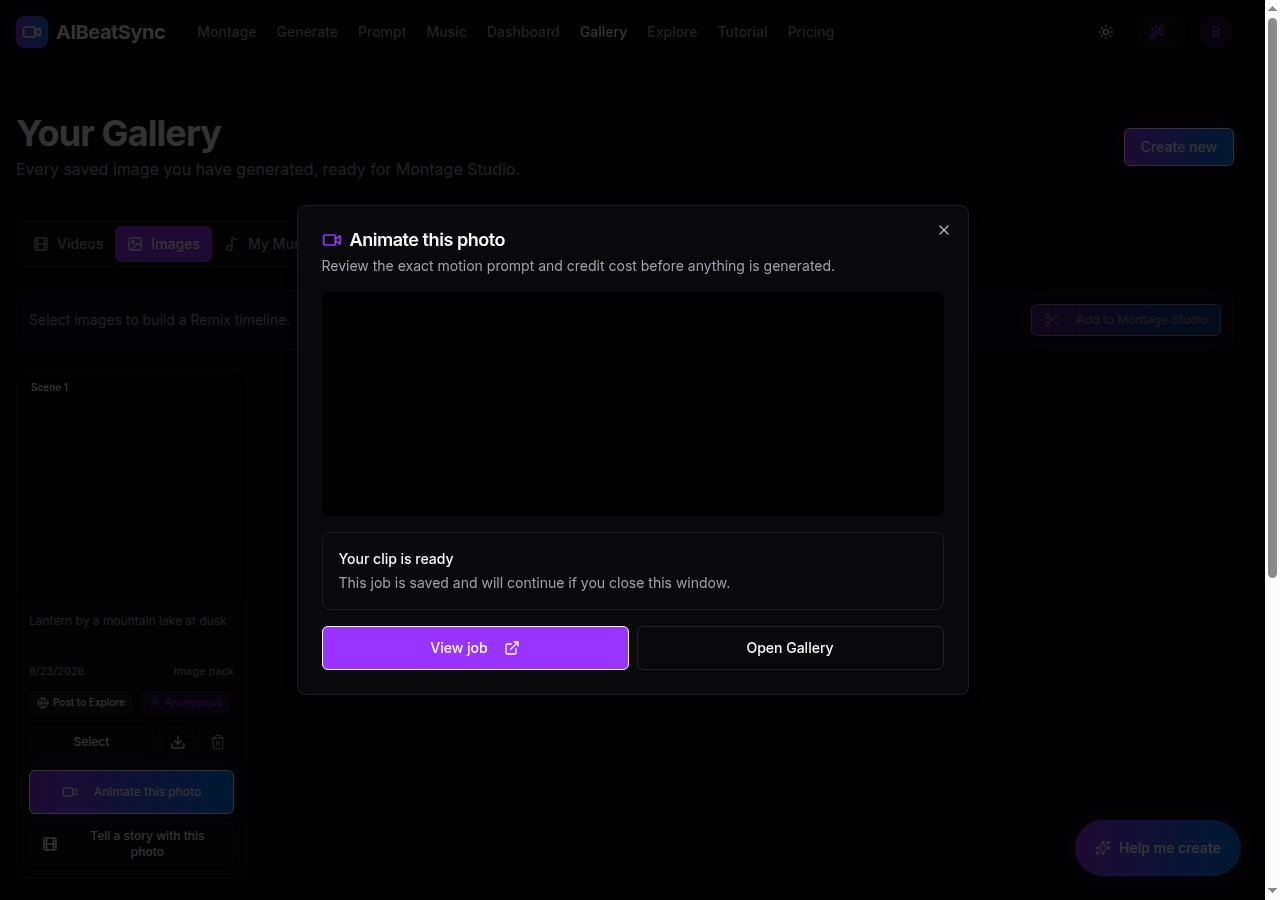 AIBeatSync
Montage
Generate
Prompt
Music
Dashboard
Gallery
Explore
Tutorial
Pricing
B
Your Gallery
Every saved image you have generated, ready for Montage Studio.
Create new
Videos
Images
My Mus
Select images to build a Remix timeline.
Add to Montage Studio
Animate this photo
Review the exact motion prompt and credit cost before anything is generated.
Your clip is ready
This job is saved and will continue if you close this window.
View job
Open Gallery
Scene 1
Lantern by a mountain lake at dusk
9/23/2026
Image pack
Post to Explore
Anonymous
Select
Animate this photo
Tell a story with this
photo
Help me create